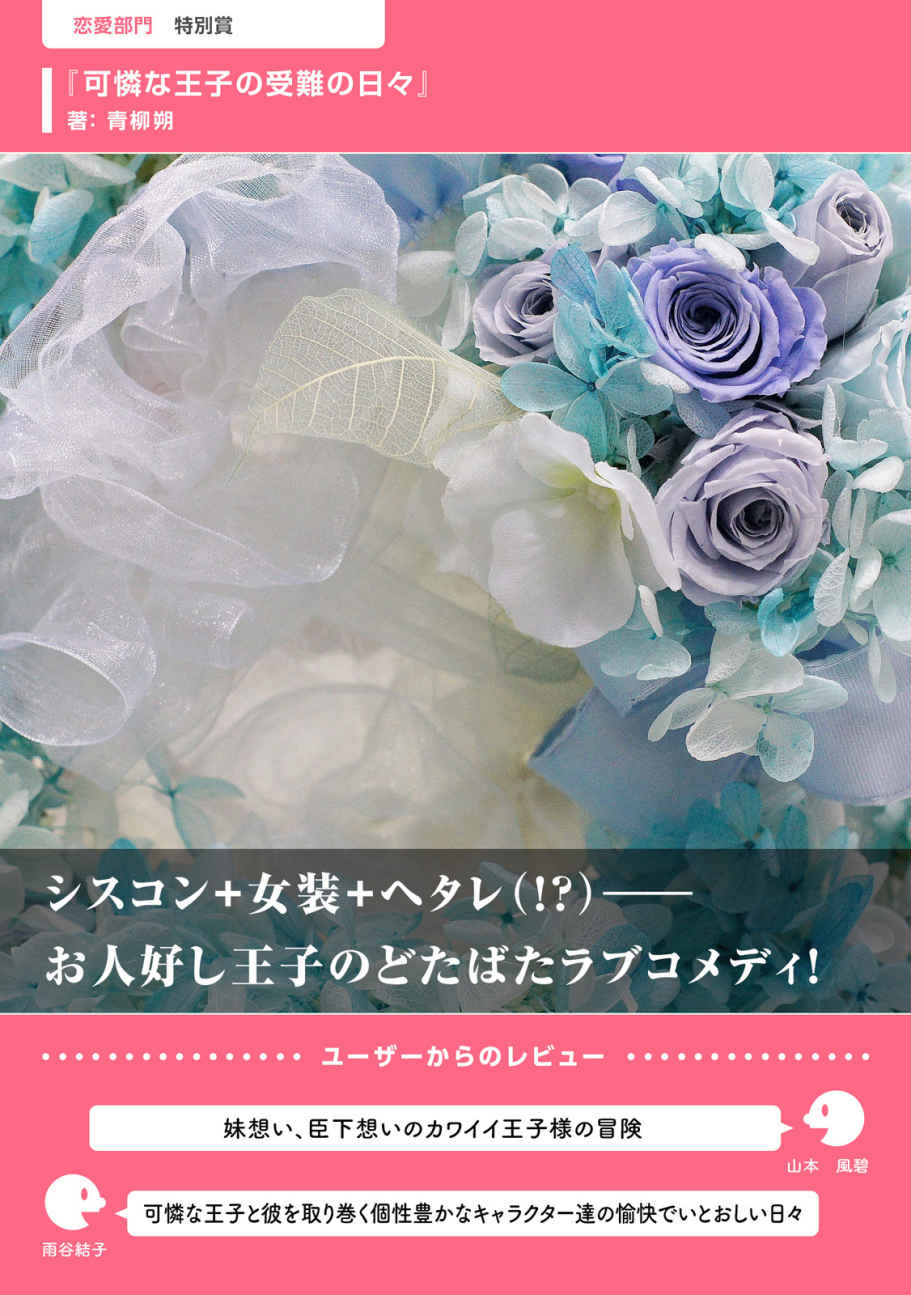 恋愛部門 特別賞
『可憐な王子の受難の日々』
著: 青柳朔
シスコン+女装+ヘタレ(!?)――
お人好し王子のどたばたラブコメディ!
ユーザーからのレビュー
妹想い、臣下想いのカワイイ王子様の冒険
山本 風碧
可憐な王子と彼を取り巻く個性豊かなキャラクター達の愉快でいとおしい日々
雨谷結子